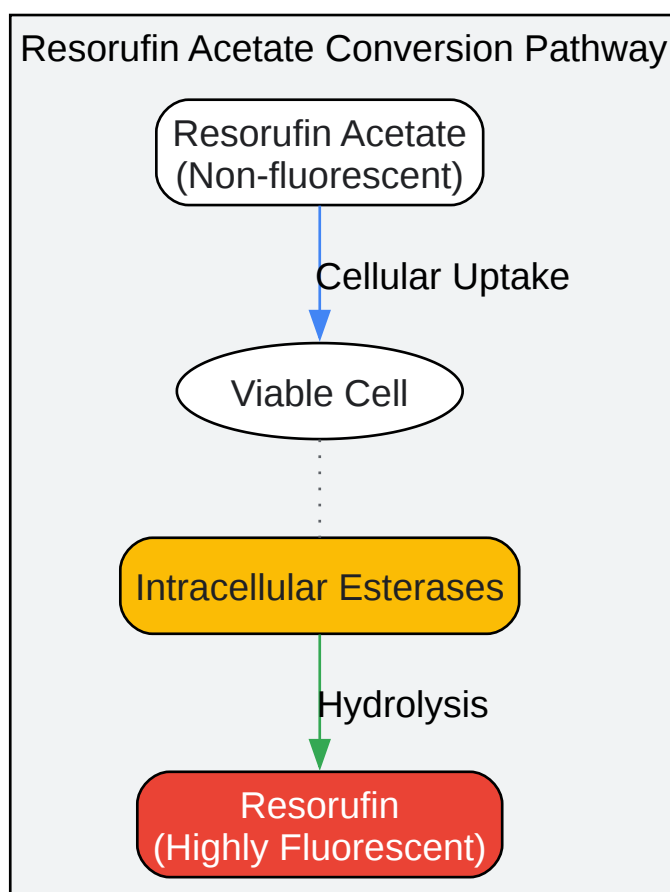 Resorufin Acetate Conversion Pathway
Resorufin Acetate
(Non-fluorescent)
Cellular Uptake
Viable Cell
Intracellular Esterases
Hydrolysis
Resorufin
(Highly Fluorescent)